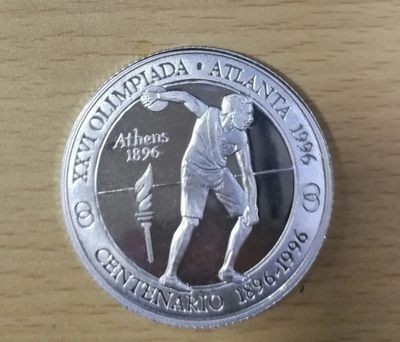 XXVI OLIMPIADA • ATLANTA 1996
Athens
1896
CENTENARIO 1896-1996